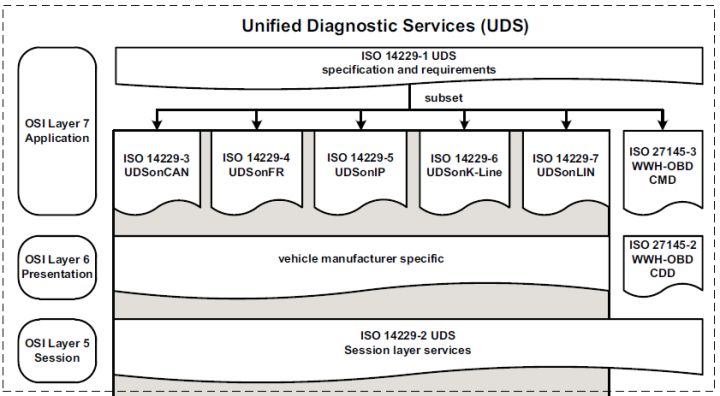 Unified Diagnostic Services (UDS)
ISO 14229-1 UDS
specification and requirements
subset
OSI Layer 7
Application
ISO 14229-3
UDSonCAN
ISO 14229-4
UDSonFR
ISO 14229-5
UDSonIP
ISO 14229-6
UDSonK-Line
ISO 14229-7
UDSonLIN
ISO 27145-3
WWH-OBD
CMD
OSI Layer 6
Presentation
vehicle manufacturer specific
ISO 27145-2
WWH-OBD
CDD
OSI Layer 5
Session
ISO 14229-2 UDS
Session layer services